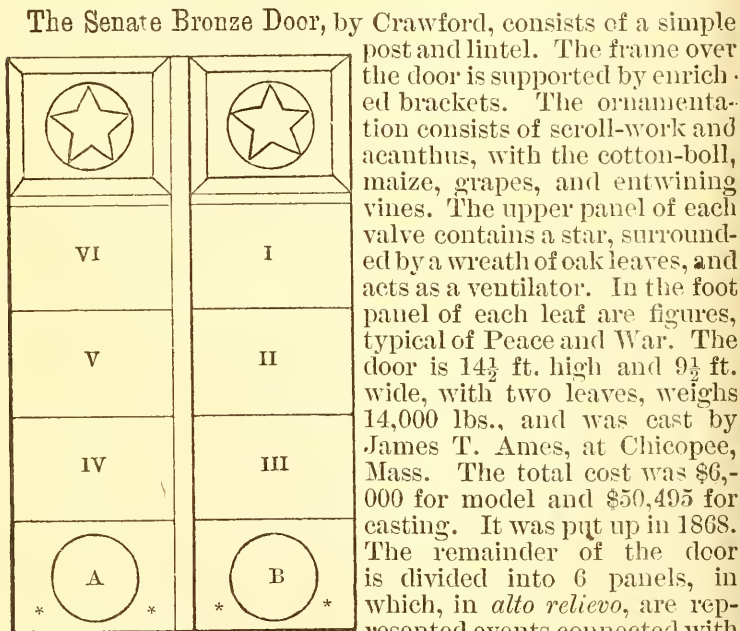 The Senate Bronze Door, by Crawford, consists of a simple
post and lintel. The frame over
the door is supported by enrich-
ed brackets. The ornamenta-
tion consists of scroll-work and
acanthus, with the cotton-boll,
maize, grapes, and entwining
vines. The upper panel of each
valve contains a star, surround-
ed by a wreath of oak leaves, and
acts as a ventilator. In the foot
panel of each leaf are figures,
typical of Peace and War. The
door is 14½ ft. high and 9½ ft.
wide, with two leaves, weighs
14,000 lbs., and was cast by
James T. Ames, at Chicopee,
Mass. The total cost was $6,-
000 for model and $50,495 for
casting. It was put up in 1868.
The remainder of the door
is divided into 6 panels, in
which, in alto relievo, are rep-
resented events connected with
VI I
V II
IV III
A B
* * * *